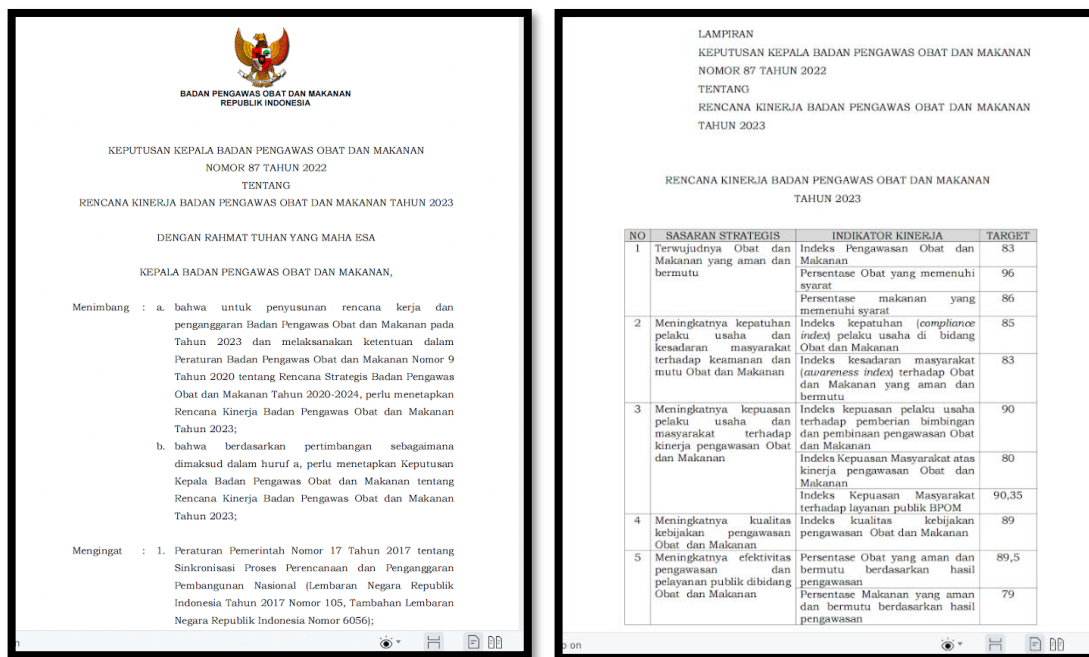 BADAN PENGAWAS OBAT DAN MAKANAN
REPUBLIK INDONESIA
KEPUTUSAN KEPALA BADAN PENGAWAS OBAT DAN MAKANAN
NOMOR 87 TAHUN 2022
TENTANG
RENCANA KINERJA BADAN PENGAWAS OBAT DAN MAKANAN TAHUN 2023
DENGAN RAHMAT TUHAN YANG MAHA ESA
KEPALA BADAN PENGAWAS OBAT DAN MAKANAN,
Menimbang : a. bahwa untuk penyusunan rencana kerja dan
penganggaran Badan Pengawas Obat dan Makanan pada
Tahun 2023 dan melaksanakan ketentuan dalam
Peraturan Badan Pengawas Obat dan Makanan Nomor 9
Tahun 2020 tentang Rencana Strategis Badan Pengawas
Obat dan Makanan Tahun 2020-2024, perlu menetapkan
Rencana Kinerja Badan Pengawas Obat dan Makanan
Tahun 2023;
b. bahwa berdasarkan pertimbangan sebagaimana
dimaksud dalam huruf a, perlu menetapkan Keputusan
Kepala Badan Pengawas Obat dan Makanan tentang
Rencana Kinerja Badan Pengawas Obat dan Makanan
Tahun 2023;
Mengingat : 1. Peraturan Pemerintah Nomor 17 Tahun 2017 tentang
Sinkronisasi Proses Perencanaan dan Penganggaran
Pembangunan Nasional (Lembaran Negara Republik
Indonesia Tahun 2017 Nomor 105, Tambahan Lembaran
Negara Republik Indonesia Nomor 6056);
LAMPIRAN
KEPUTUSAN KEPALA BADAN PENGAWAS OBAT DAN MAKANAN
NOMOR 87 TAHUN 2022
TENTANG
RENCANA KINERJA BADAN PENGAWAS OBAT DAN MAKANAN
TAHUN 2023
RENCANA KINERJA BADAN PENGAWAS OBAT DAN MAKANAN
TAHUN 2023
NO SASARAN STRATEGIS INDIKATOR KINERJA TARGET
1 Terwujudnya Obat dan Indeks Pengawasan Obat dan 83
Makanan yang aman dan Makanan
bermutu Persentase Obat yang memenuhi 96
syarat
Persentase makanan yang 86
memenuhi syarat
2 Meningkatnya kepatuhan Indeks kepatuhan (compliance 85
pelaku usaha dan index) pelaku usaha di bidang
kesadaran masyarakat Obat dan Makanan
terhadap keamanan dan Indeks kesadaran masyarakat 83
mutu Obat dan Makanan (awareness index) terhadap Obat
dan Makanan yang aman dan
bermutu
3 Meningkatnya kepuasan Indeks kepuasan pelaku usaha 90
pelaku usaha dan terhadap pemberian bimbingan
masyarakat terhadap dan pembinaan pengawasan Obat
kinerja pengawasan Obat dan Makanan
dan Makanan Indeks Kepuasan Masyarakat atas 80
kinerja pengawasan Obat dan
Makanan
Indeks Kepuasan Masyarakat 90,35
terhadap layanan publik BPOM
4 Meningkatnya kualitas Indeks kualitas kebijakan 89
kebijakan pengawasan pengawasan Obat dan Makanan
Obat dan Makanan
5 Meningkatnya efektivitas Persentase Obat yang aman dan 89,5
pengawasan dan bermutu berdasarkan hasil
pelayanan publik dibidang pengawasan
Obat dan Makanan Persentase Makanan yang aman 79
dan bermutu berdasarkan hasil
pengawasan